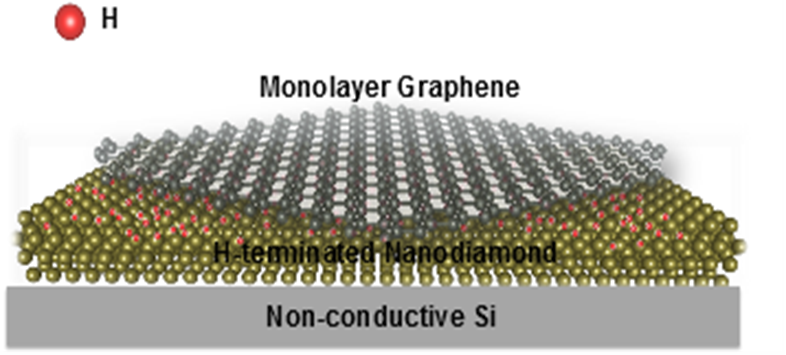 H
Monolayer Graphene
H-terminated Nanodiamond
Non-conductive Si